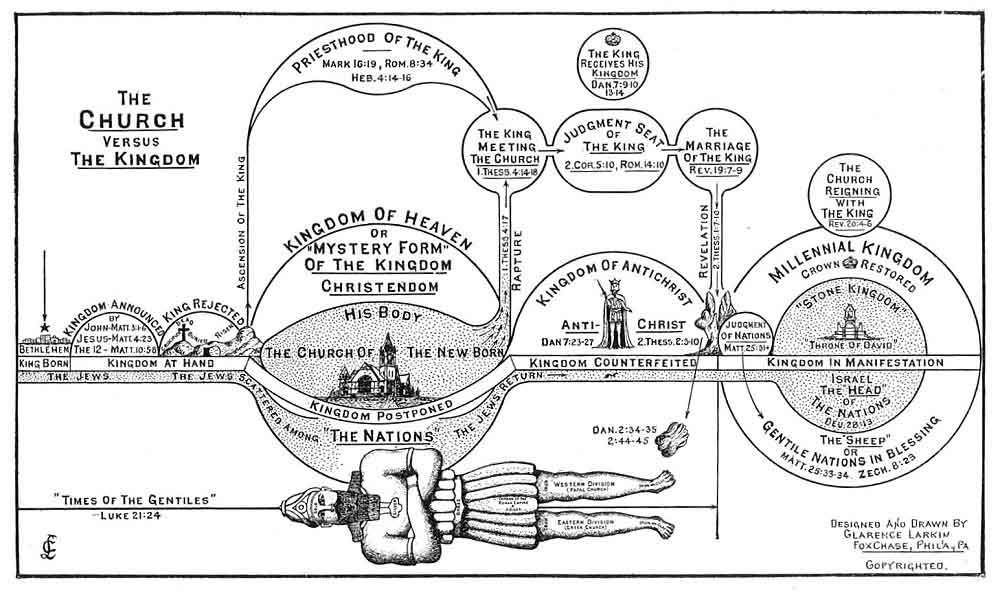 THE
CHURCH
VERSUS
THE KINGDOM
PRIESTHOOD OF THE KING
MARK 16:19, ROM. 8:34
HEB. 4:14-16
THE KING
RECEIVES HIS
KINGDOM
DAN. 7:9-10
13-14
ASCENSION OF THE KING
THE KING
MEETING
THE CHURCH
1. THESS. 4:14-18
JUDGMENT SEAT
OF
THE KING
2. COR. 5:10, ROM. 14:10
THE
MARRIAGE
OF THE KING
REV. 19:7-9
THE
CHURCH
REIGNING
WITH
THE KING
REV. 20:4-6
1. THESS. 4:17
RAPTURE
REVELATION
2. THESS. 1:7-10
BETHLEHEM
KING BORN
KINGDOM ANNOUNCED
BY
JOHN-MATT. 3:1-6
JESUS-MATT. 4:23
THE 12-MATT. 10:5-8
KINGDOM AT HAND
KING REJECTED
DEAD
BURIED
RISEN
KINGDOM OF HEAVEN
OR
"MYSTERY FORM"
OF THE KINGDOM
CHRISTENDOM
HIS BODY
THE CHURCH OF THE NEW BORN
KINGDOM POSTPONED
THE JEWS
THE JEWS SCATTERED AMONG
"THE NATIONS"
THE JEWS RETURN
KINGDOM OF ANTICHRIST
ANTI-CHRIST
DAN 7:23-27
2. THESS. 2:3-10
KINGDOM COUNTERFEITED
JUDGMENT
OF NATIONS
MATT 25:31+
MILLENNIAL KINGDOM
CROWN RESTORED
"STONE KINGDOM"
"THRONE OF DAVID"
KINGDOM IN MANIFESTATION
ISRAEL
THE "HEAD"
OF
THE NATIONS
DEU. 28:13
THE "SHEEP"
OR
GENTILE NATIONS IN BLESSING
MATT. 25:33-34. ZECH. 8:23
DAN. 2:34-35
2:44-45
"TIMES OF THE GENTILES"
LUKE 21:24
WESTERN DIVISION
(PAPAL CHURCH)
EASTERN DIVISION
(GREEK CHURCH)
DESIGNED AND DRAWN BY
CLARENCE LARKIN
FOXCHASE, PHIL'A., PA
COPYRIGHTED.